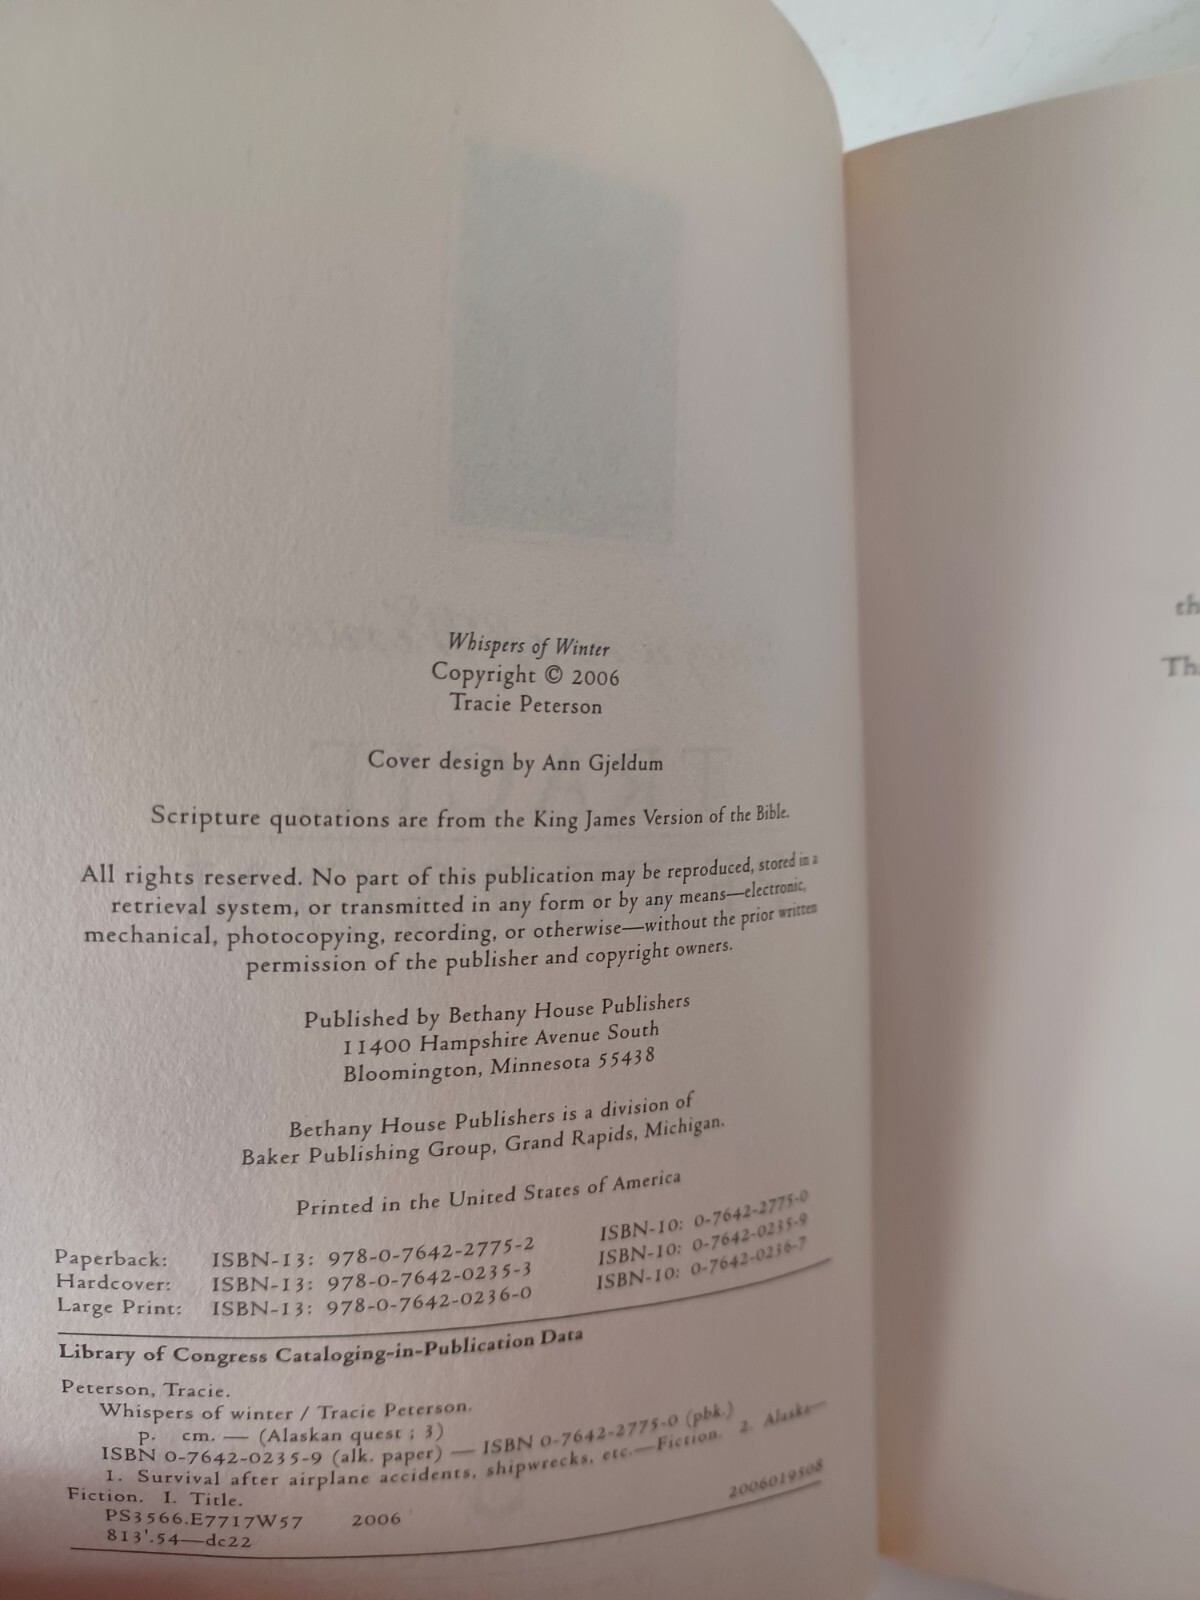 Whispers of Winter
Copyright © 2006
Tracie Peterson
Cover design by Ann Gjeldum
Scripture quotations are from the King James Version of the Bible.
All rights reserved. No part of this publication may be reproduced, stored in a
retrieval system, or transmitted in any form or by any means—electronic,
mechanical, photocopying, recording, or otherwise—without the prior written
permission of the publisher and copyright owners.
Published by Bethany House Publishers
11400 Hampshire Avenue South
Bloomington, Minnesota 55438
Bethany House Publishers is a division of
Baker Publishing Group, Grand Rapids, Michigan.
Printed in the United States of America
Paperback: ISBN-13: 978-0-7642-2775-2 ISBN-10: 0-7642-2775-0
Hardcover: ISBN-13: 978-0-7642-0235-3 ISBN-10: 0-7642-0235-9
Large Print: ISBN-13: 978-0-7642-0236-0 ISBN-10: 0-7642-0236-7
Library of Congress Cataloging-in-Publication Data
Peterson, Tracie.
Whispers of winter / Tracie Peterson.
p. cm. — (Alaskan quest ; 3)
ISBN 0-7642-0235-9 (alk. paper) — ISBN 0-7642-2775-0 (pbk.)
1. Survival after airplane accidents, shipwrecks, etc.—Fiction. 2. Alaska—
Fiction. I. Title.
PS3566.E7717W57 2006
813'.54—dc22 2006019508